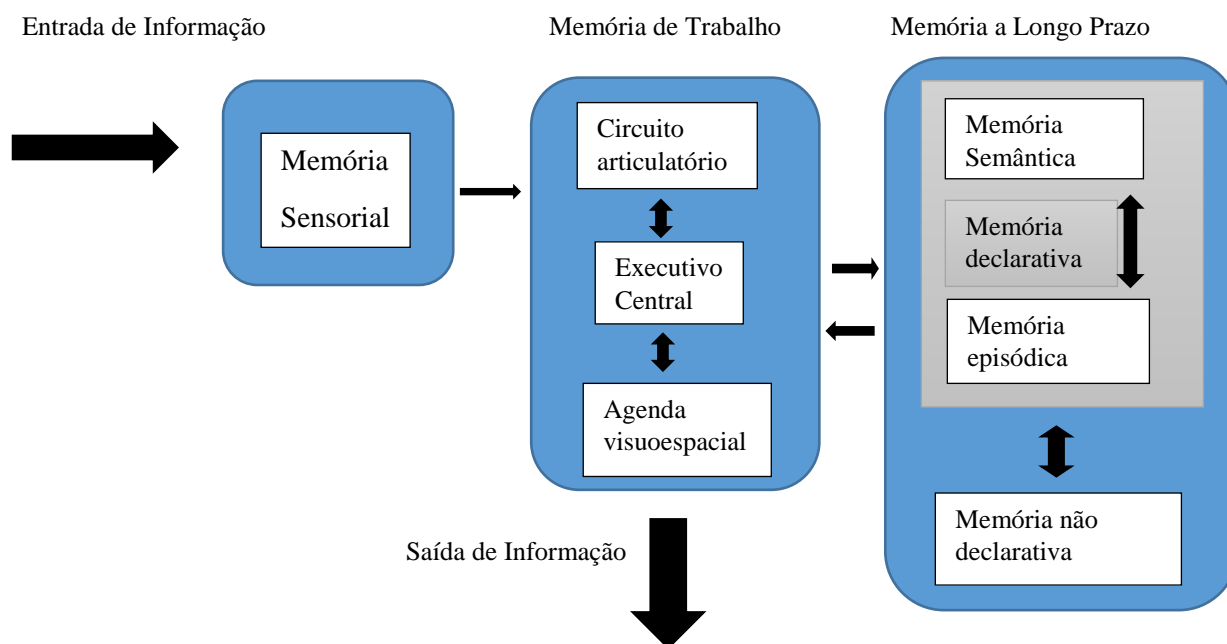 Entrada de Informação
Memória de Trabalho
Memória a Longo Prazo
Memória
Sensorial
Circuito
articulatório
Executivo
Central
Agenda
visuoespacial
Memória
Semântica
Memória
declarativa
Memória
episódica
Memória não
declarativa
Saída de Informação